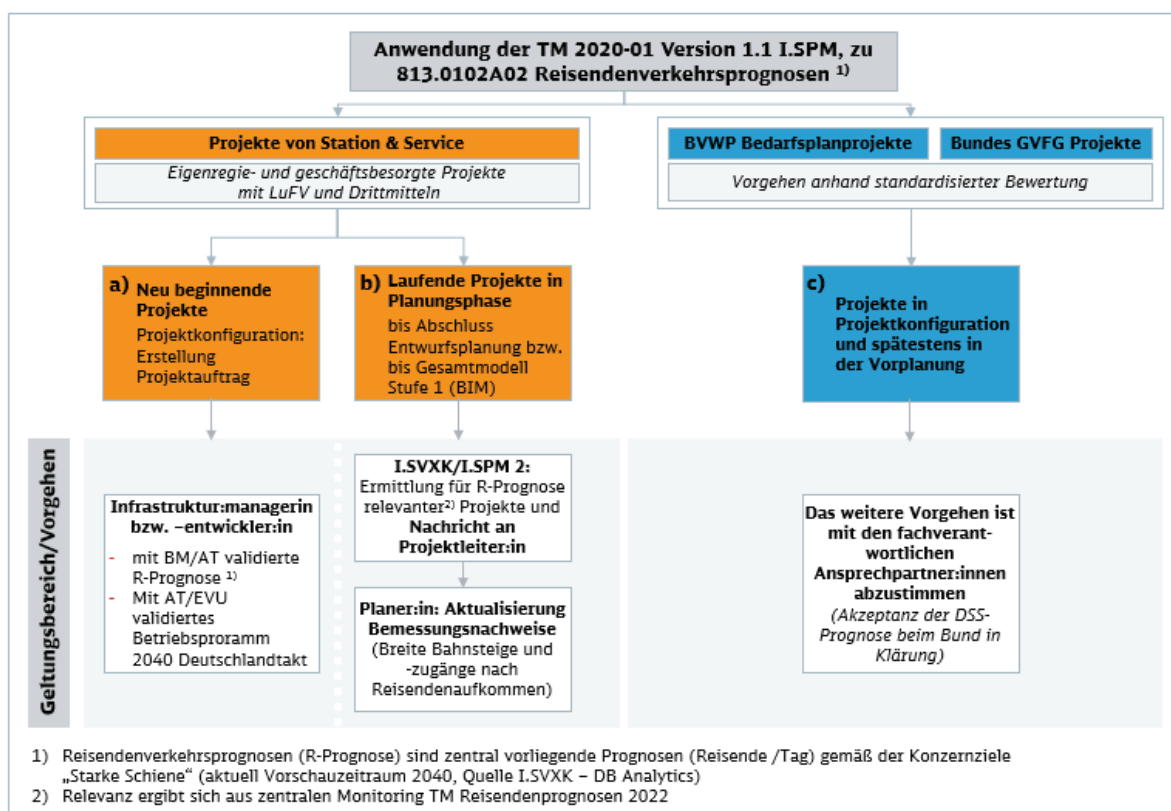 Anwendung der TM 2020-01 Version 1.1 I.SPM, zu
813.0102A02 Reisendenverkehrsprognosen 1)
Projekte von Station & Service
Eigenregie- und geschäftsbesorgte Projekte
mit LuFV und Drittmitteln
BVWP Bedarfsplanprojekte
Bundes GVFG Projekte
Vorgehen anhand standardisierter Bewertung
a) Neu beginnende
Projekte
Projektkonfiguration:
Erstellung
Projektauftrag
b) Laufende Projekte in
Planungsphase
bis Abschluss
Entwurfsplanung bzw.
bis Gesamtmodell
Stufe 1 (BIM)
c) Projekte in
Projektkonfiguration
und spätestens in
der Vorplanung
Geltungsbereich/Vorgehen
Infrastruktur:managerin
bzw. –entwickler:in
- mit BM/AT validierte
R-Prognose 1)
- Mit AT/EVU
validiertes
Betriebsproramm
2040 Deutschlandtakt
I.SVXK/I.SPM 2:
Ermittlung für R-Prognose
relevanter2) Projekte und
Nachricht an
Projektleiter:in
Planer:in: Aktualisierung
Bemessungsnachweise
(Breite Bahnsteige und
-zugänge nach
Reisendenaufkommen)
Das weitere Vorgehen ist
mit den fachverant-
wortlichen
Ansprechpartner:innen
abzustimmen
(Akzeptanz der DSS-
Prognose beim Bund in
Klärung)
1) Reisendenverkehrsprognosen (R-Prognose) sind zentral vorliegende Prognosen (Reisende /Tag) gemäß der Konzernziele
„Starke Schiene“ (aktuell Vorschauzeitraum 2040, Quelle I.SVXK – DB Analytics)
2) Relevanz ergibt sich aus zentralen Monitoring TM Reisendenprognosen 2022